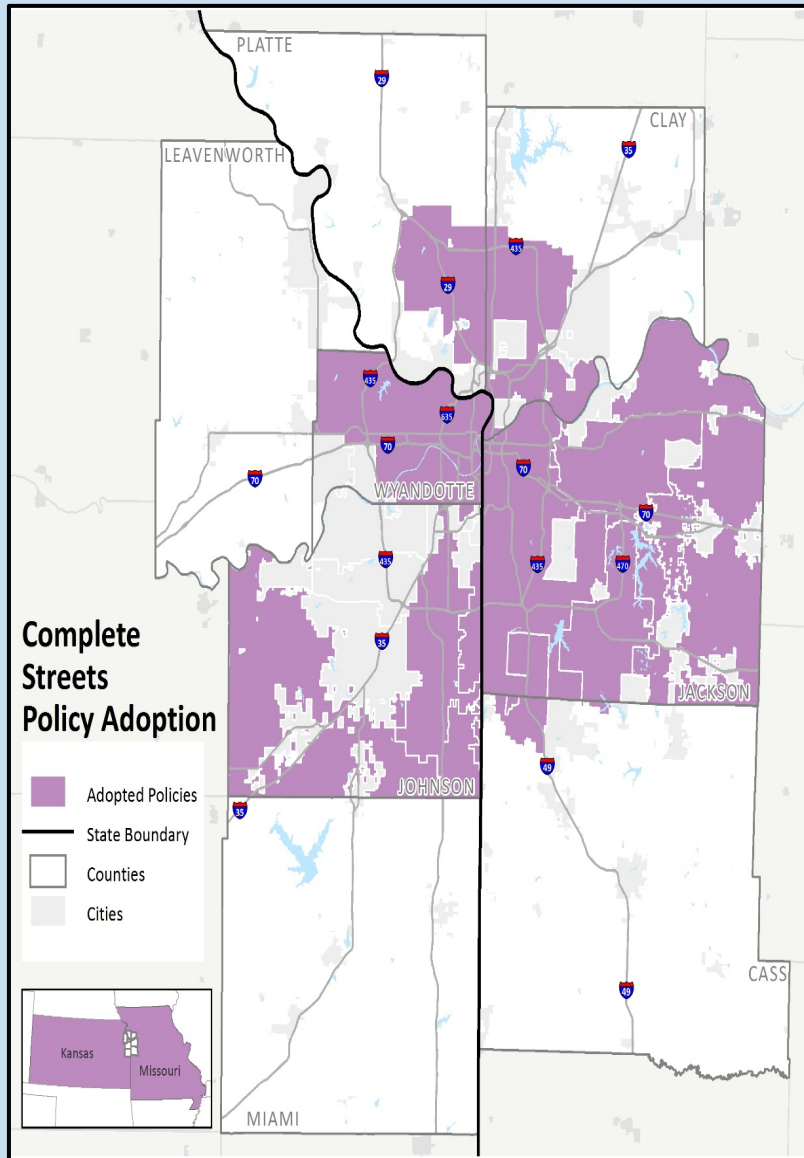 PLATTE
29
CLAY
35
LEAVENWORTH
435
29
435
635
70
70
70
WYANDOTTE
70
435
435
470
Complete
Streets
Policy Adoption
35
JACKSON
Adopted Policies
JOHNSON
49
35
State Boundary
Counties
Cities
CASS
49
Kansas
Missouri
MIAMI